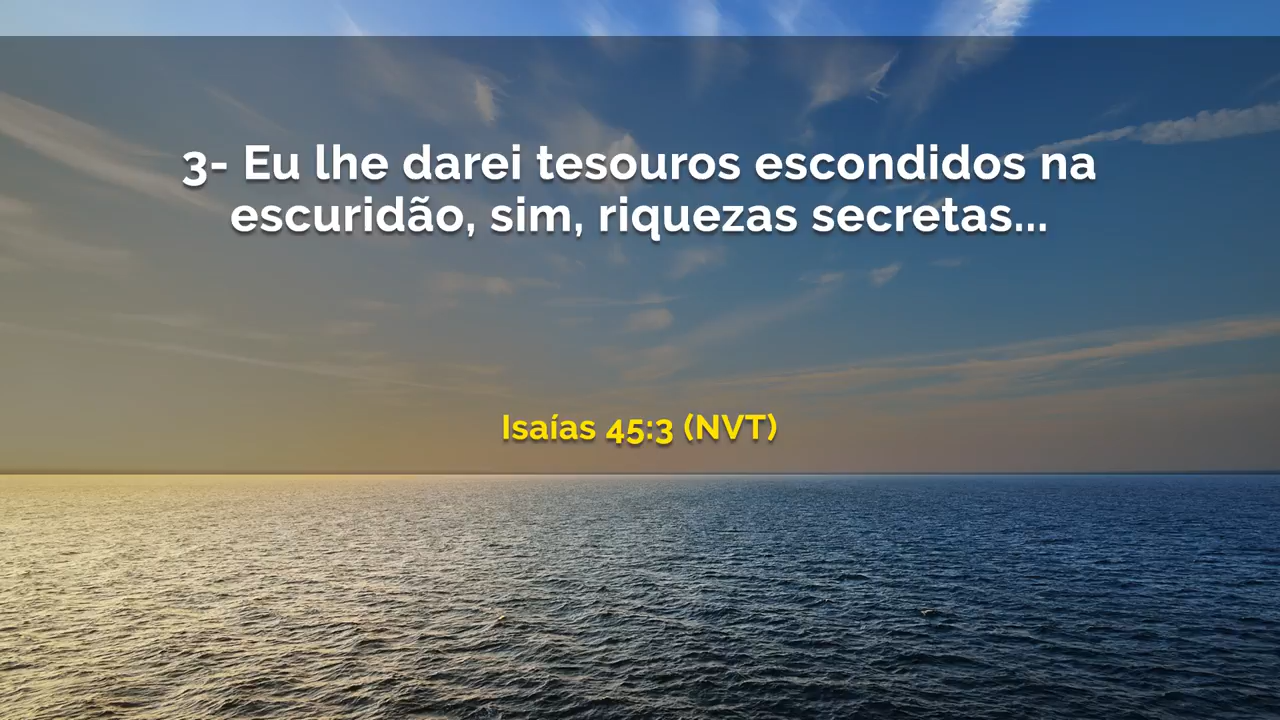 3- Eu lhe darei tesouros escondidos na
escuridão, sim, riquezas secretas...
Isaías 45:3 (NVT)